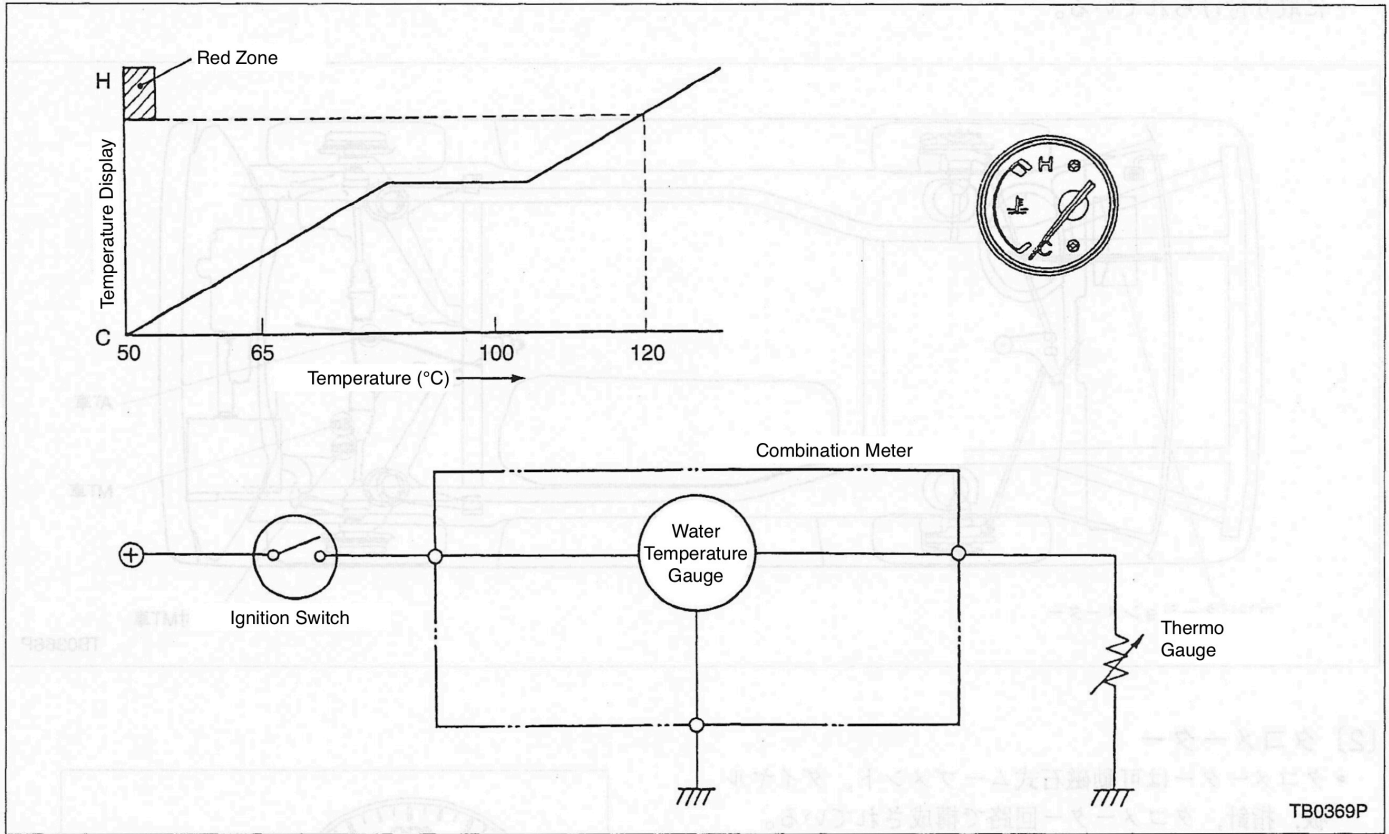 Red Zone
H
Temperature Display
C
50 65 100 120
Temperature (°C)
H
C
Combination Meter
Water
Temperature
Gauge
+
Ignition Switch
Thermo
Gauge
TB0369P